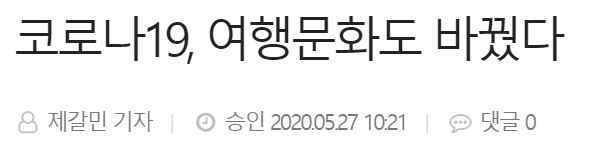 코로나19, 여행문화도 바꿨다
제갈민 기자 | 승인 2020.05.27 10:21 | 댓글 0